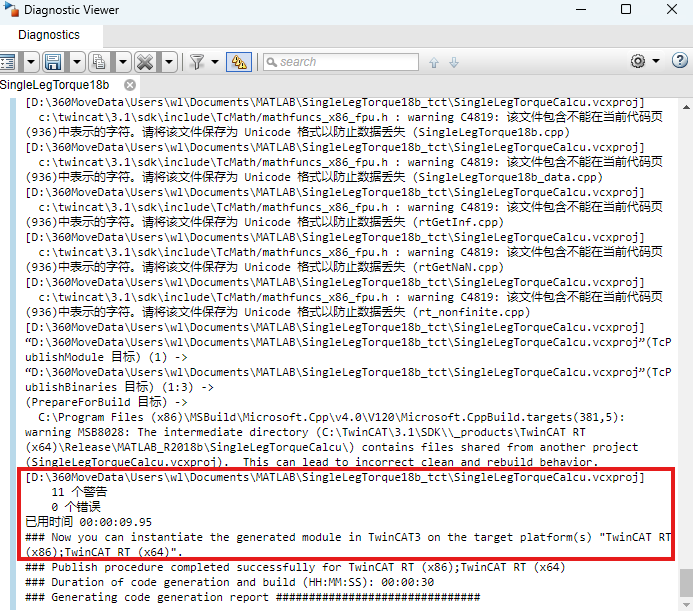 Diagnostic Viewer
Diagnostics
search
SingleLegTorque18b
[D:\360MoveData\Users\wl\Documents\MATLAB\SingleLegTorque18b_tct\SingleLegTorqueCalcu.vcxproj]
c:\twincat\3.1\sdk\include\TcMath/mathfuncs_x86_fpu.h : warning C4819: 该文件包含不能在当前代码页
(936)中表示的字符。请将该文件保存为 Unicode 格式以防止数据丢失 (SingleLegTorque18b.cpp)
[D:\360MoveData\Users\wl\Documents\MATLAB\SingleLegTorque18b_tct\SingleLegTorqueCalcu.vcxproj]
c:\twincat\3.1\sdk\include\TcMath/mathfuncs_x86_fpu.h : warning C4819: 该文件包含不能在当前代码页
(936)中表示的字符。请将该文件保存为 Unicode 格式以防止数据丢失 (SingleLegTorque18b_data.cpp)
[D:\360MoveData\Users\wl\Documents\MATLAB\SingleLegTorque18b_tct\SingleLegTorqueCalcu.vcxproj]
c:\twincat\3.1\sdk\include\TcMath/mathfuncs_x86_fpu.h : warning C4819: 该文件包含不能在当前代码页
(936)中表示的字符。请将该文件保存为 Unicode 格式以防止数据丢失 (rtGetInf.cpp)
[D:\360MoveData\Users\wl\Documents\MATLAB\SingleLegTorque18b_tct\SingleLegTorqueCalcu.vcxproj]
c:\twincat\3.1\sdk\include\TcMath/mathfuncs_x86_fpu.h : warning C4819: 该文件包含不能在当前代码页
(936)中表示的字符。请将该文件保存为 Unicode 格式以防止数据丢失 (rtGetNaN.cpp)
[D:\360MoveData\Users\wl\Documents\MATLAB\SingleLegTorque18b_tct\SingleLegTorqueCalcu.vcxproj]
c:\twincat\3.1\sdk\include\TcMath/mathfuncs_x86_fpu.h : warning C4819: 该文件包含不能在当前代码页
(936)中表示的字符。请将该文件保存为 Unicode 格式以防止数据丢失 (rt_nonfinite.cpp)
[D:\360MoveData\Users\wl\Documents\MATLAB\SingleLegTorque18b_tct\SingleLegTorqueCalcu.vcxproj]
“D:\360MoveData\Users\wl\Documents\MATLAB\SingleLegTorque18b_tct\SingleLegTorqueCalcu.vcxproj”(TcP
ublishModule 目标) (1) ->
“D:\360MoveData\Users\wl\Documents\MATLAB\SingleLegTorque18b_tct\SingleLegTorqueCalcu.vcxproj”(TcP
ublishBinaries 目标) (1:3) ->
(PrepareForBuild 目标) ->
C:\Program Files (x86)\MSBuild\Microsoft.Cpp\v4.0\V120\Microsoft.CppBuild.targets(381,5):
warning MSB8028: The intermediate directory (C:\TwinCAT\3.1\SDK\\_products\TwinCAT RT
(x64)\Release\MATLAB_R2018b\SingleLegTorqueCalcu\) contains files shared from another project
(SingleLegTorqueCalcu.vcxproj).  This can lead to incorrect clean and rebuild behavior.
[D:\360MoveData\Users\wl\Documents\MATLAB\SingleLegTorque18b_tct\SingleLegTorqueCalcu.vcxproj]
11 个警告
0 个错误
已用时间 00:00:09.95
### Now you can instantiate the generated module in TwinCAT3 on the target platform(s) "TwinCAT RT
(x86);TwinCAT RT (x64)".
### Publish procedure completed successfully for TwinCAT RT (x86);TwinCAT RT (x64)
### Duration of code generation and build (HH:MM:SS): 00:00:30
### Generating code generation report ###############################